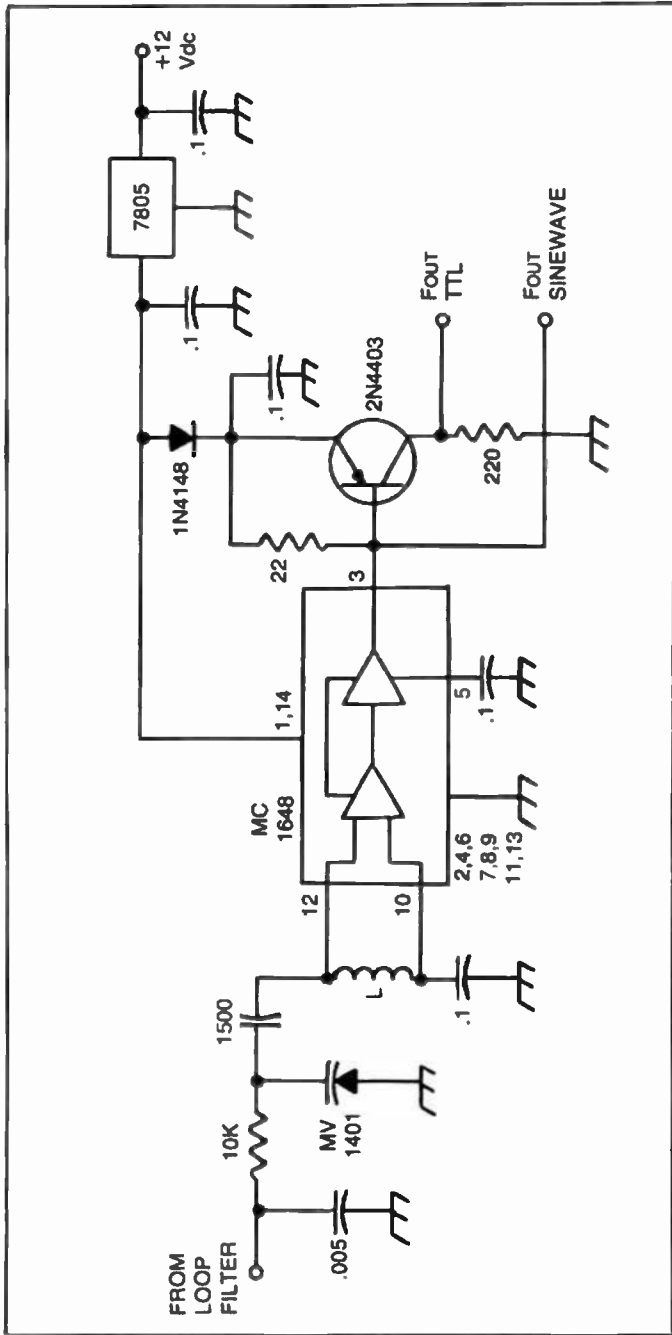 FROM
LOOP
FILTER
.005
10K
MV
1401
1500
L
.1
12
10
MC
1648
1,14
2,4,6
7,8,9
11,13
5
.1
3
22
1N4148
.1
2N4403
220
FOUT
TTL
FOUT
SINEWAVE
.1
7805
.1
+12
Vdc